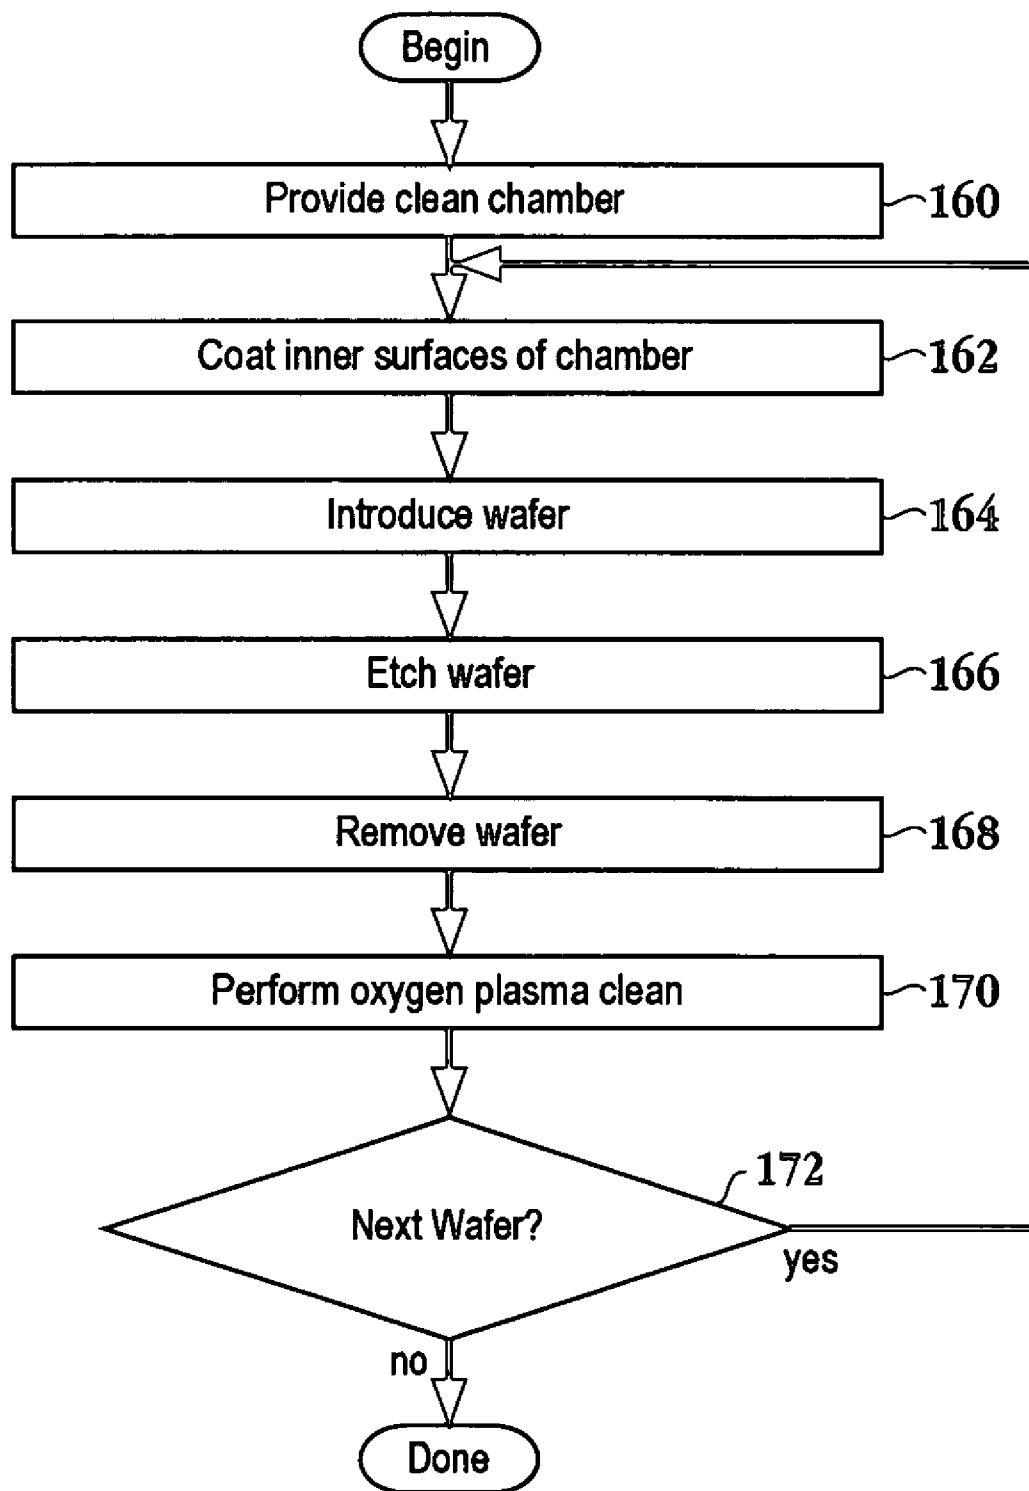 Begin
Provide clean chamber 160
Coat inner surfaces of chamber 162
Introduce wafer 164
Etch wafer 166
Remove wafer 168
Perform oxygen plasma clean 170
172
Next Wafer?
yes
no
Done